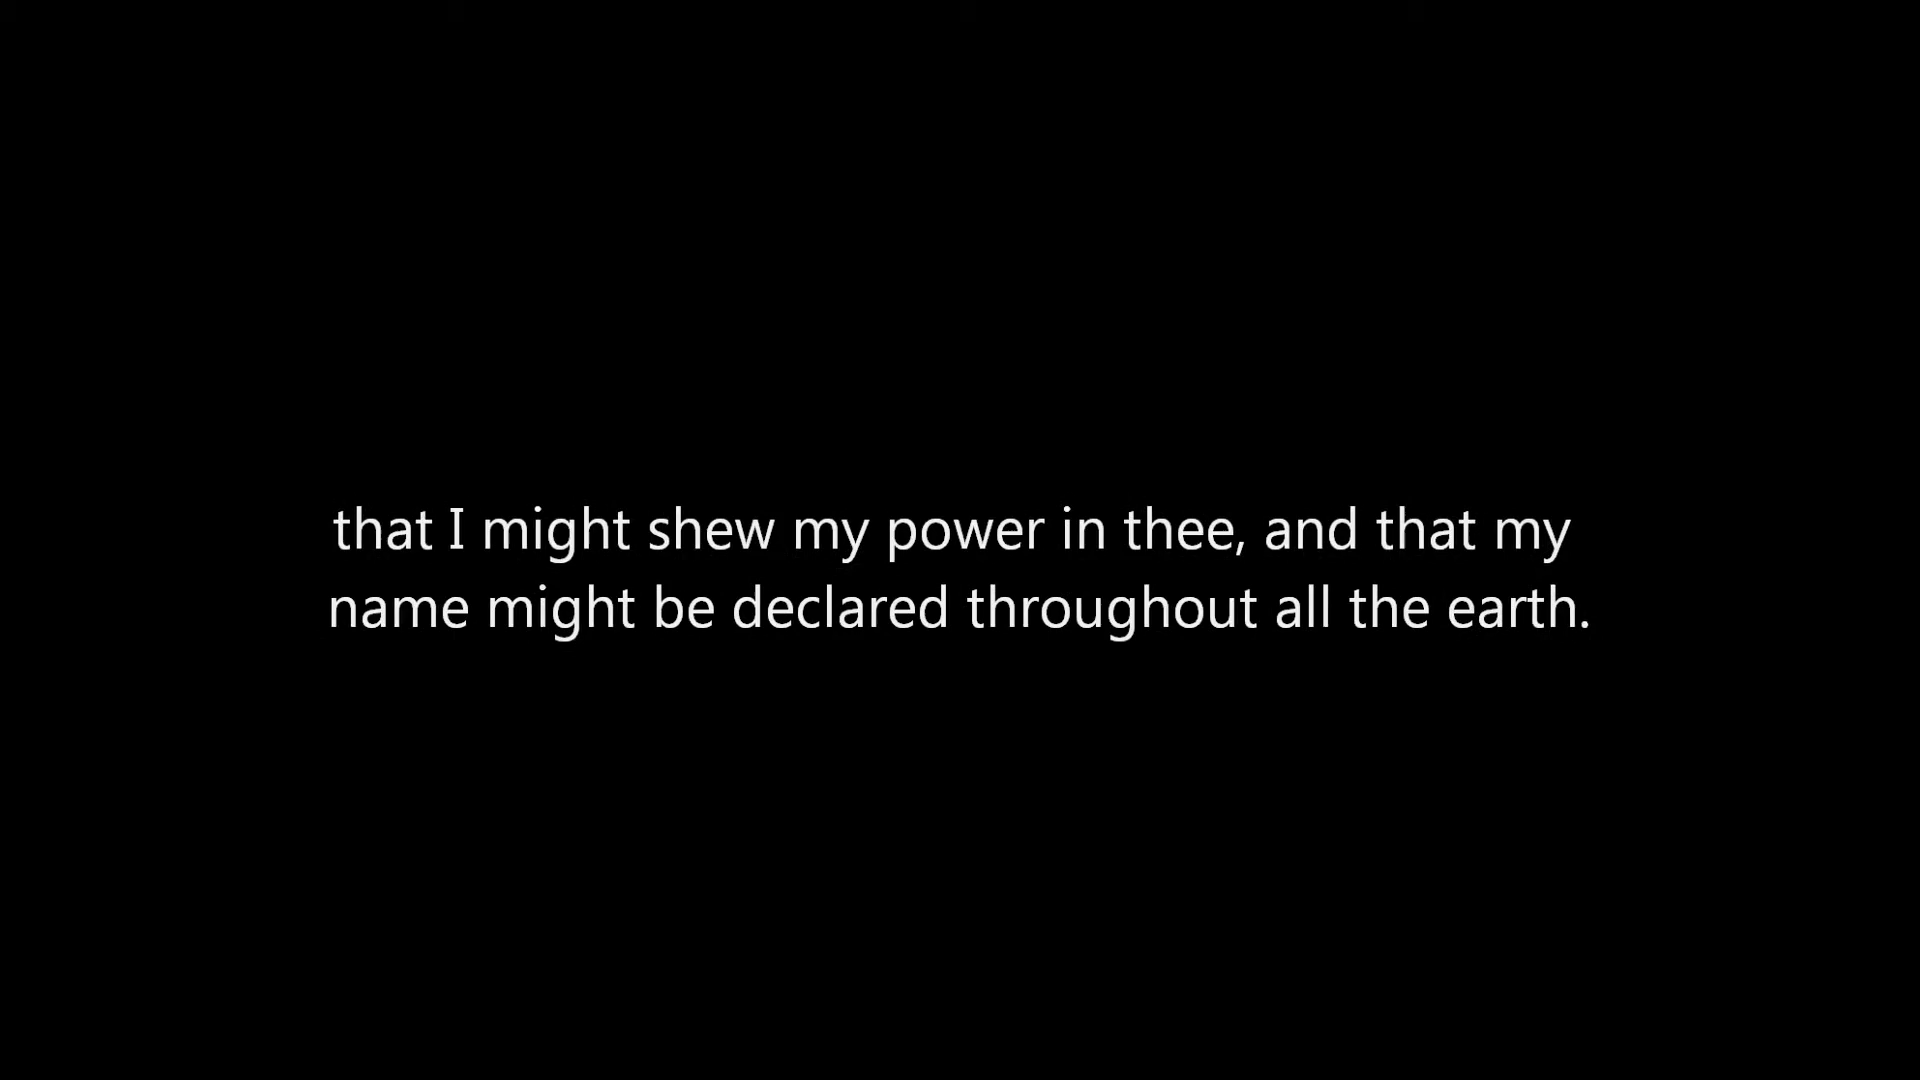 that I might shew my power in thee, and that my
name might be declared throughout all the earth.